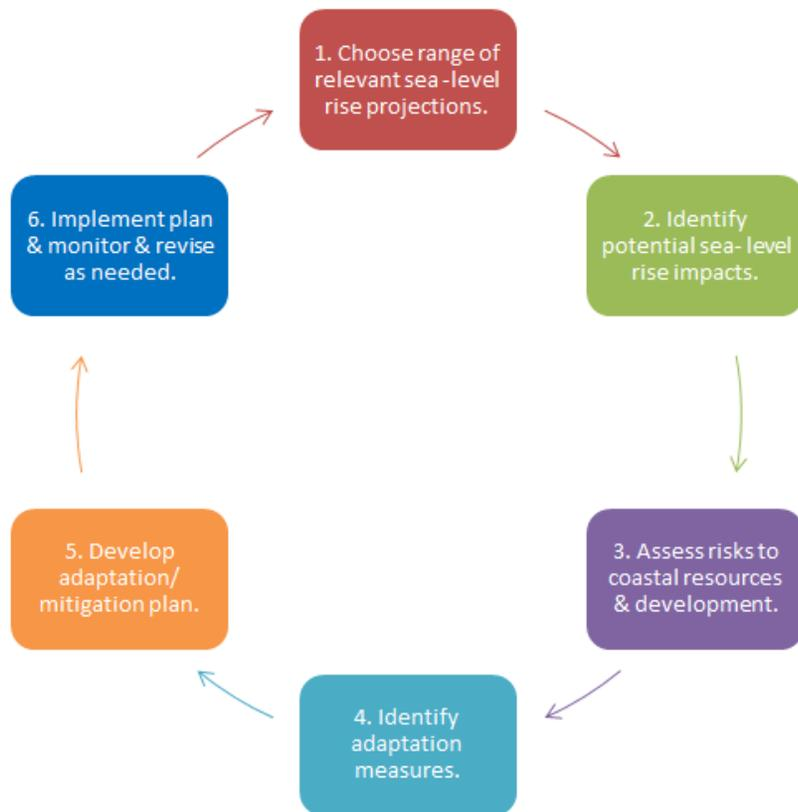 1. Choose range of
relevant sea-level
rise projections.
2. Identify
potential sea-level
rise impacts.
3. Assess risks to
coastal resources
& development.
4. Identify
adaptation
measures.
5. Develop
adaptation/
mitigation plan.
6. Implement plan
& monitor & revise
as needed.